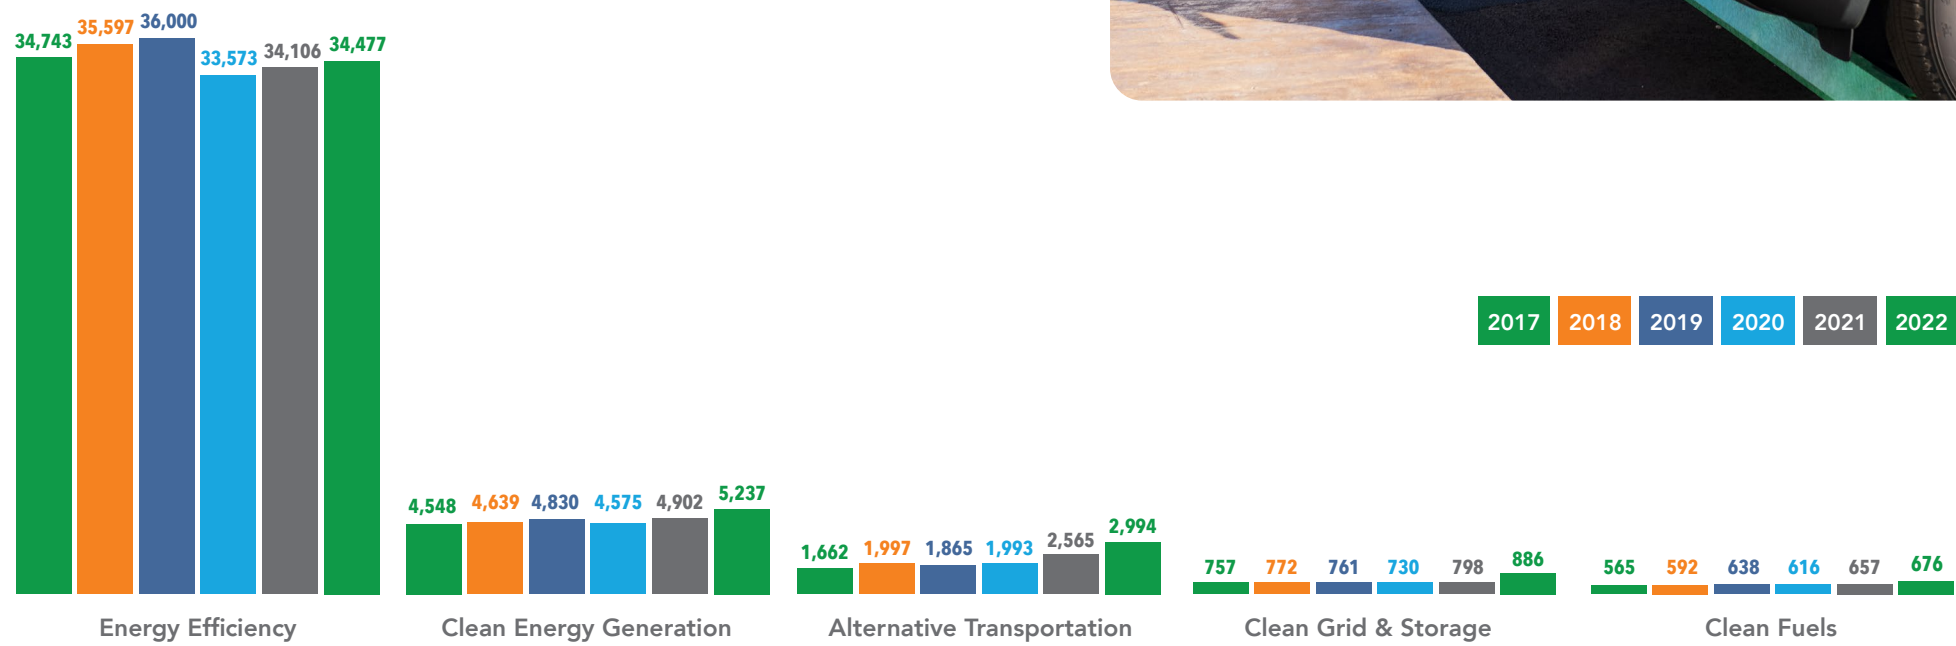 34,743 35,597 36,000 33,573 34,106 34,477
2017 2018 2019 2020 2021 2022
4,548 4,639 4,830 4,575 4,902 5,237
1,662 1,997 1,865 1,993 2,565 2,994
757 772 761 730 798 886
565 592 638 616 657 676
Energy Efficiency
Clean Energy Generation
Alternative Transportation
Clean Grid & Storage
Clean Fuels